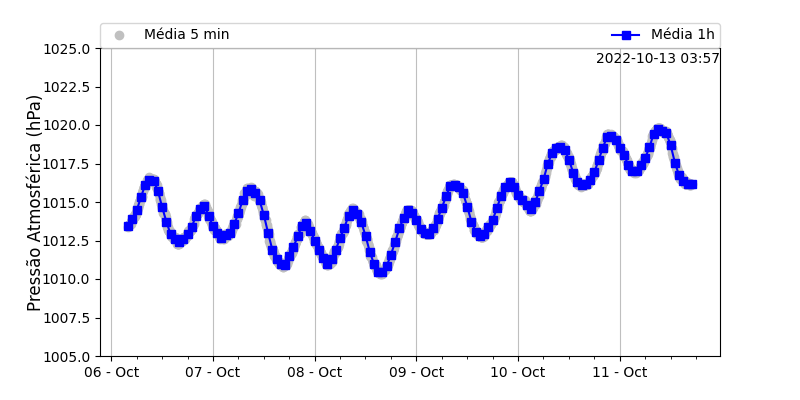 Média 5 min
Média 1h
2022-10-13 03:57
Pressão Atmosférica (hPa)
1025.0
1022.5
1020.0
1017.5
1015.0
1012.5
1010.0
1007.5
1005.0
06 - Oct
07 - Oct
08 - Oct
09 - Oct
10 - Oct
11 - Oct